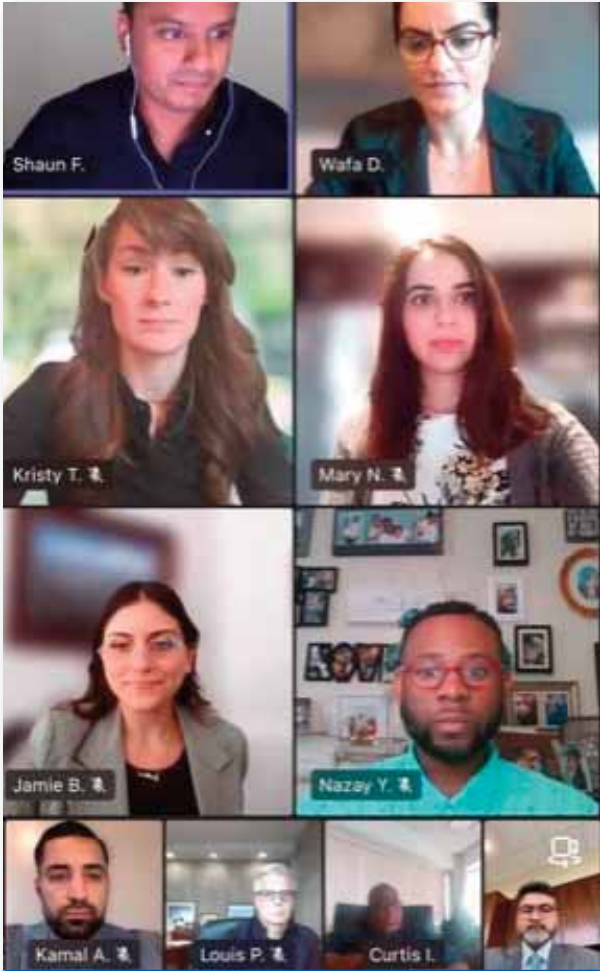 Shaun F.
Wafa D.
Kristy T.
Mary N.
Jamie B.
Nazay Y.
Kamal A.
Louis P.
Curtis I.